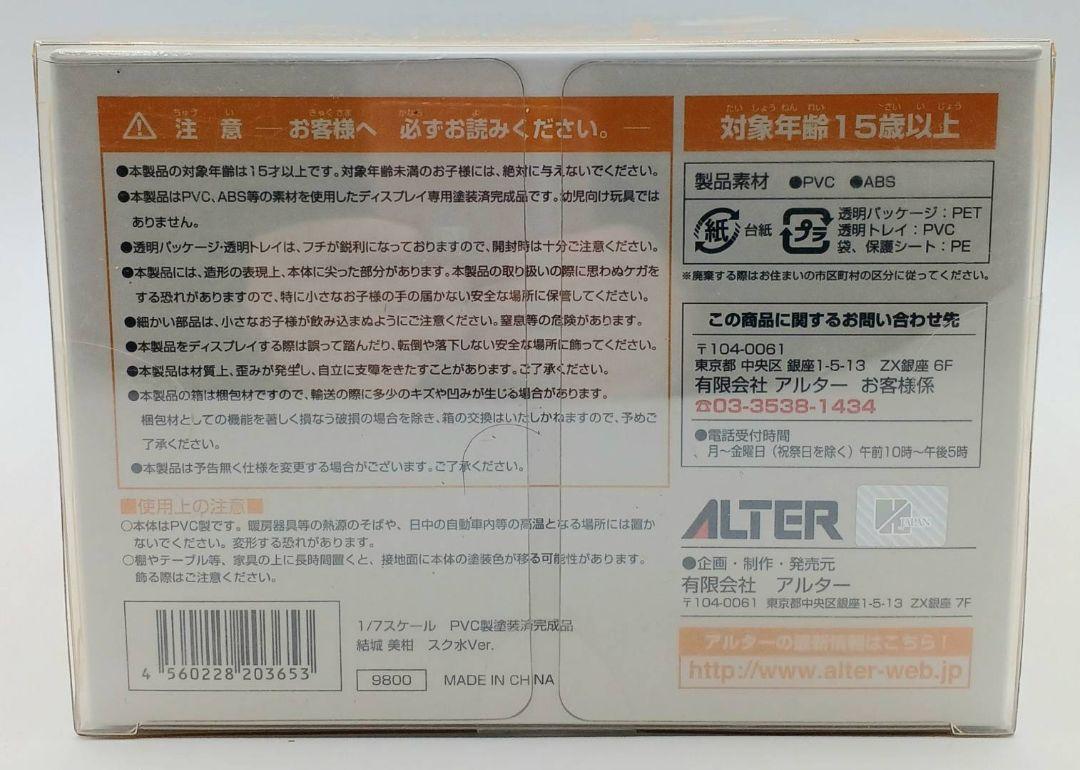 注意 ― お客様へ 必ずお読みください。―
ちゅう い きゃくさま かなら よ
●本製品の対象年齢は15才以上です。対象年齢未満のお子様には、絶対に与えないでください。
●本製品はPVC、ABS等の素材を使用したディスプレイ専用塗装済完成品です。幼児向け玩具では
ありません。
●透明パッケージ・透明トレイは、フチが鋭利になっておりますので、開封時は十分ご注意ください。
●本製品には、造形の表現上、本体に尖った部分があります。本製品の取り扱いの際に思わぬケガを
する恐れがありますので、特に小さなお子様の手の届かない安全な場所に保管してください。
●細かい部品は、小さなお子様が飲み込まぬようにご注意ください。窒息等の危険があります。
●本製品をディスプレイする際は誤って踏んだり、転倒や落下しない安全な場所に飾ってください。
●本製品は材質上、歪みが発生し、自立に支障をきたすことがあります。ご了承ください。
●本製品の箱は梱包材ですので、輸送の際に多少のキズや凹みが生じる場合があります。
梱包材としての機能を著しく損なう破損の場合を除き、箱の交換はいたしかねますので、予めご
了承ください。
●本製品は予告無く仕様を変更する場合がございます。ご了承ください。
■使用上の注意■
○本体はPVC製です。暖房器具等の熱源のそばや、日中の自動車内等の高温となる場所には置か
ないでください。変形する恐れがあります。
○棚やテーブル等、家具の上に長時間置くと、接地面に本体の塗装色が移る可能性があります。
飾る際はご注意ください。
4 560228 203653
1/7スケール PVC製塗装済完成品
結城 美柑 スク水Ver.
9800 MADE IN CHINA
たい しょう ねん れい さい い じょう
対象年齢15歳以上
製品素材 ●PVC ●ABS
紙 台紙 プラ
透明パッケージ：PET
透明トレイ：PVC
袋、保護シート：PE
※廃棄する際はお住まいの市区町村の区分に従ってください。
この商品に関するお問い合わせ先
〒104-0061
東京都 中央区 銀座1-5-13 ZX銀座 6F
有限会社 アルター お客様係
☎03-3538-1434
●電話受付時間
月〜金曜日（祝祭日を除く）午前10時〜午後5時
ALTER
JAPAN
●企画・制作・発売元
有限会社 アルター
〒104-0061 東京都中央区銀座1-5-13 ZX銀座 7F
アルターの最新情報はこちら！
http://www.alter-web.jp